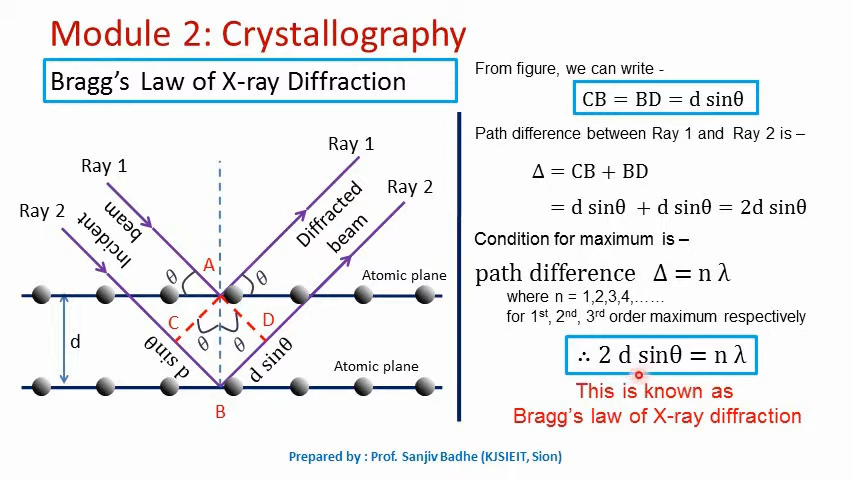 Module 2: Crystallography
Bragg's Law of X-ray Diffraction
Ray 1
Ray 2
Incident
beam
Ray 1
Ray 2
Diffracted
beam
θ
A
θ
Atomic plane
C
D
θ
θ
d
d sinθ
d sinθ
Atomic plane
B
From figure, we can write -
CB = BD = d sinθ
Path difference between Ray 1 and Ray 2 is –
Δ = CB + BD
= d sinθ + d sinθ = 2d sinθ
Condition for maximum is –
path difference Δ = n λ
where n = 1,2,3,4,……
for 1st, 2nd, 3rd order maximum respectively
∴ 2 d sinθ = n λ
This is known as
Bragg's law of X-ray diffraction
Prepared by : Prof. Sanjiv Badhe (KJSIEIT, Sion)